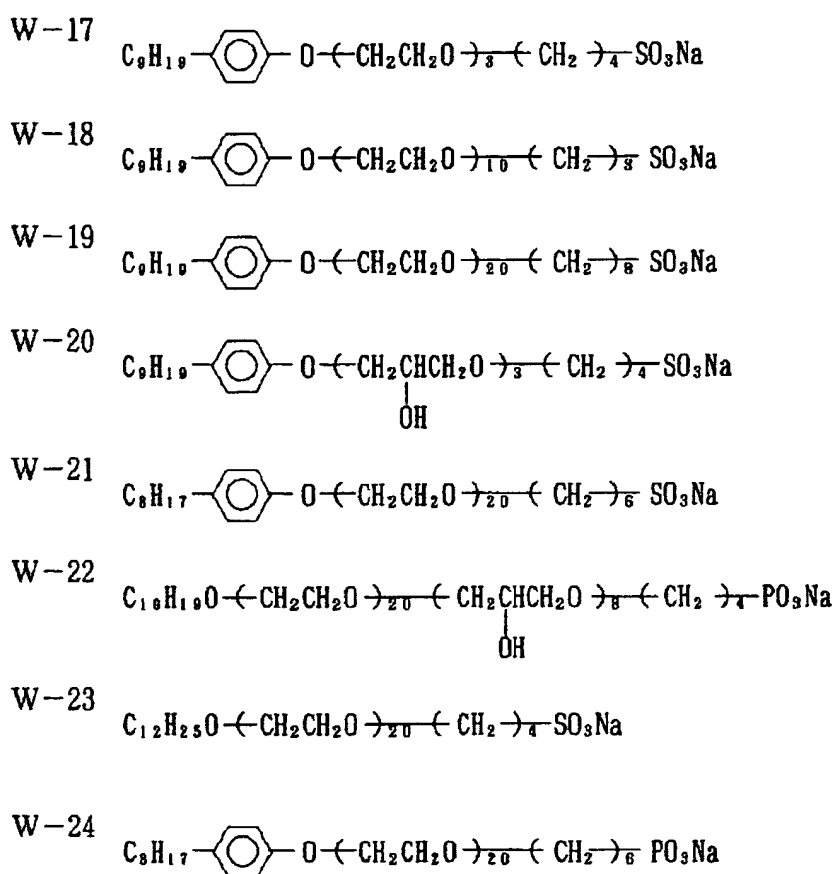 W-17
C₉H₁₉ O (CH₂CH₂O)₃ (CH₂)₄ SO₃Na
W-18
C₉H₁₉ O (CH₂CH₂O)₁₀ (CH₂)₃ SO₃Na
W-19
C₉H₁₉ O (CH₂CH₂O)₂₀ (CH₂)₈ SO₃Na
W-20
C₉H₁₉ O (CH₂CHCH₂O)₃ (CH₂)₄ SO₃Na
OH
W-21
C₈H₁₇ O (CH₂CH₂O)₂₀ (CH₂)₆ SO₃Na
W-22
C₁₈H₁₉O (CH₂CH₂O)₂₀ (CH₂CHCH₂O)₈ (CH₂)₄ PO₃Na
OH
W-23
C₁₂H₂₅O (CH₂CH₂O)₂₀ (CH₂)₄ SO₃Na
W-24
C₈H₁₇ O (CH₂CH₂O)₂₀ (CH₂)₆ PO₃Na